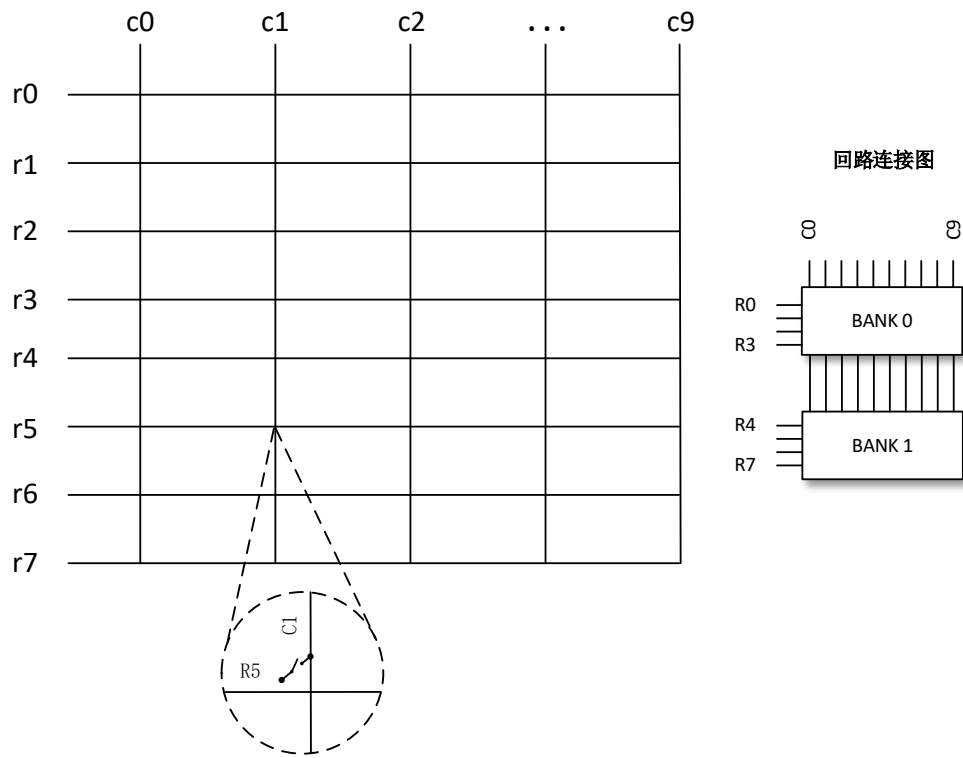 c0 c1 c2 ... c9
r0
r1
r2
r3
r4
r5
r6
r7
C1
R5
回路连接图
C0 C9
R0
BANK 0
R3
R4
BANK 1
R7